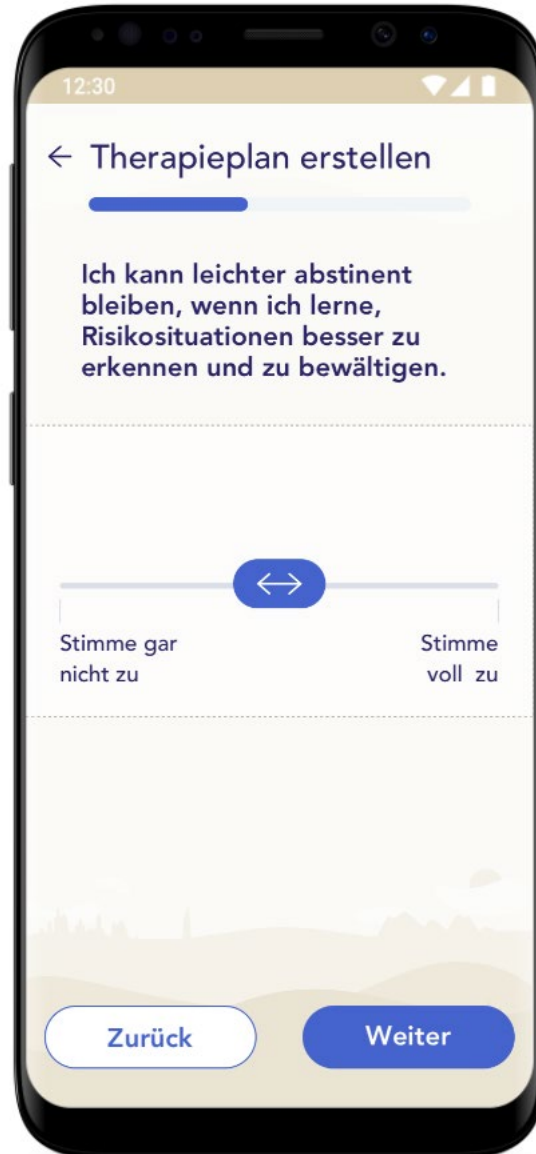 12:30
← Therapieplan erstellen
Ich kann leichter abstinent
bleiben, wenn ich lerne,
Risikosituationen besser zu
erkennen und zu bewältigen.
Stimme gar
nicht zu
Stimme
voll zu
Zurück
Weiter